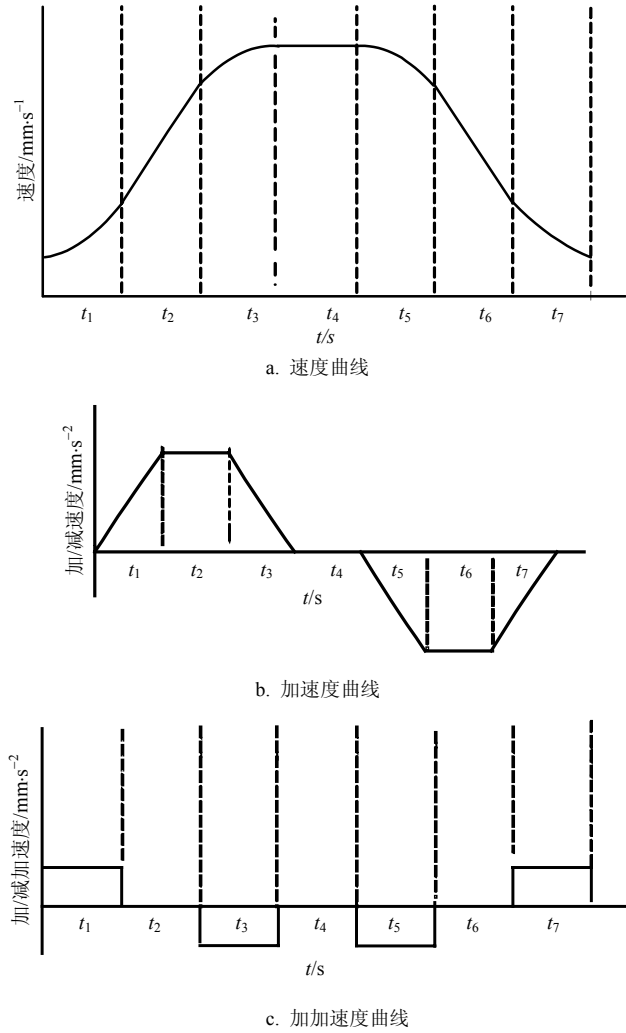 速度/mm·s⁻¹
t₁ t₂ t₃ t₄ t₅ t₆ t₇
t/s
a. 速度曲线
加/减速度/mm·s⁻²
t₁ t₂ t₃ t₄ t₅ t₆ t₇
t/s
b. 加速度曲线
加/减加速度/mm·s⁻²
t₁ t₂ t₃ t₄ t₅ t₆ t₇
t/s
c. 加加速度曲线